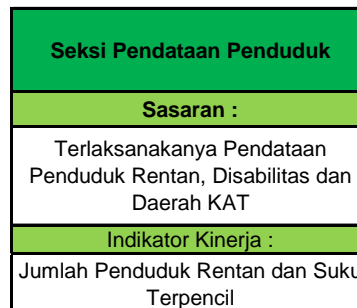 Seksi Pendataan Penduduk
Sasaran :
Terlaksanakanya Pendataan
Penduduk Rentan, Disabilitas dan
Daerah KAT
Indikator Kinerja :
Jumlah Penduduk Rentan dan Suku
Terpencil